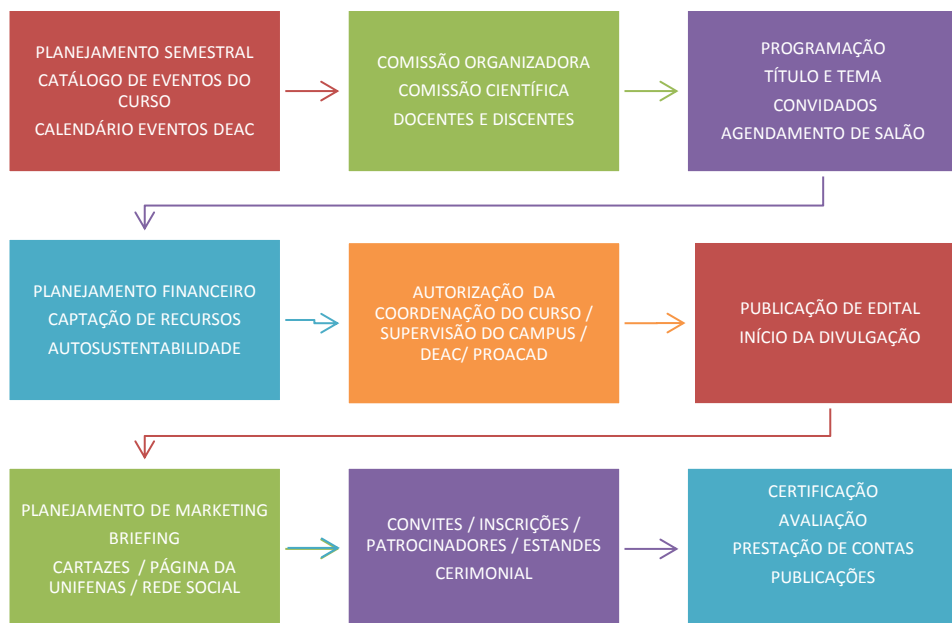 PLANEJAMENTO SEMESTRAL
CATÁLOGO DE EVENTOS DO
CURSO
CALENDÁRIO EVENTOS DEAC
COMISSÃO ORGANIZADORA
COMISSÃO CIENTÍFICA
DOCENTES E DISCENTES
PROGRAMAÇÃO
TÍTULO E TEMA
CONVIDADOS
AGENDAMENTO DE SALÃO
PLANEJAMENTO FINANCEIRO
CAPTAÇÃO DE RECURSOS
AUTOSUSTENTABILIDADE
AUTORIZAÇÃO DA
COORDENAÇÃO DO CURSO /
SUPERVISÃO DO CAMPUS /
DEAC/ PROACAD
PUBLICAÇÃO DE EDITAL
INÍCIO DA DIVULGAÇÃO
PLANEJAMENTO DE MARKETING
BRIEFING
CARTAZES / PÁGINA DA
UNIFENAS / REDE SOCIAL
CONVITES / INSCRIÇÕES /
PATROCINADORES / ESTANDES
CERIMONIAL
CERTIFICAÇÃO
AVALIAÇÃO
PRESTAÇÃO DE CONTAS
PUBLICAÇÕES